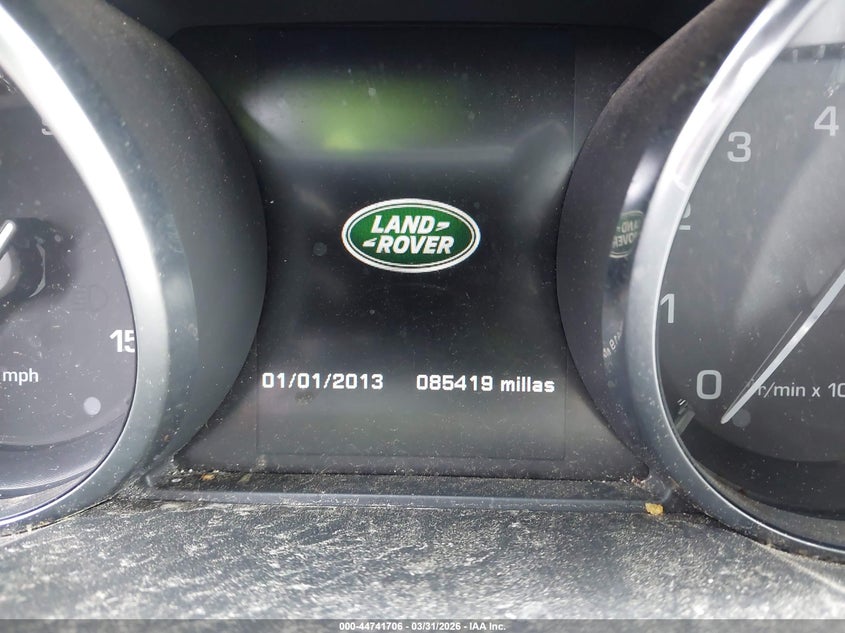 LAND
ROVER
01/01/2013 085419 millas
15
mph
0
1
2
3
4
r/min x 10
000-44741706 - 03/31/2026 - IAA Inc.